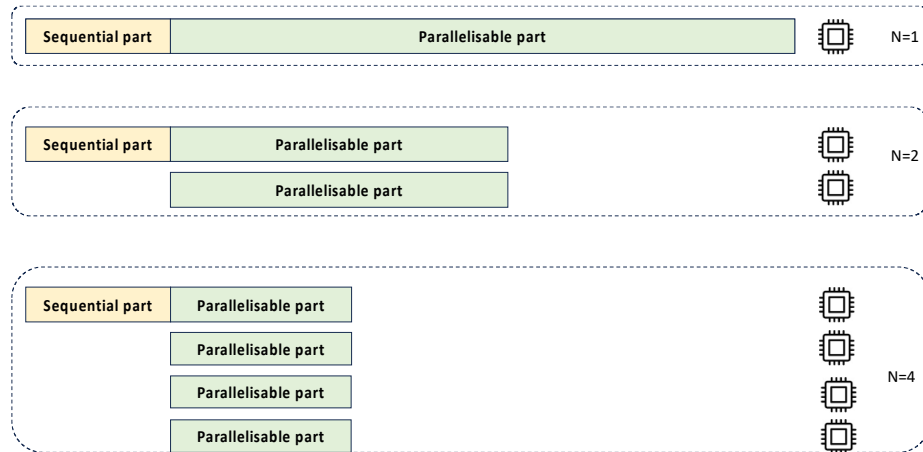 Sequential part Parallelisable part N=1
Sequential part Parallelisable part N=2
Parallelisable part
Sequential part Parallelisable part
Parallelisable part
Parallelisable part N=4
Parallelisable part